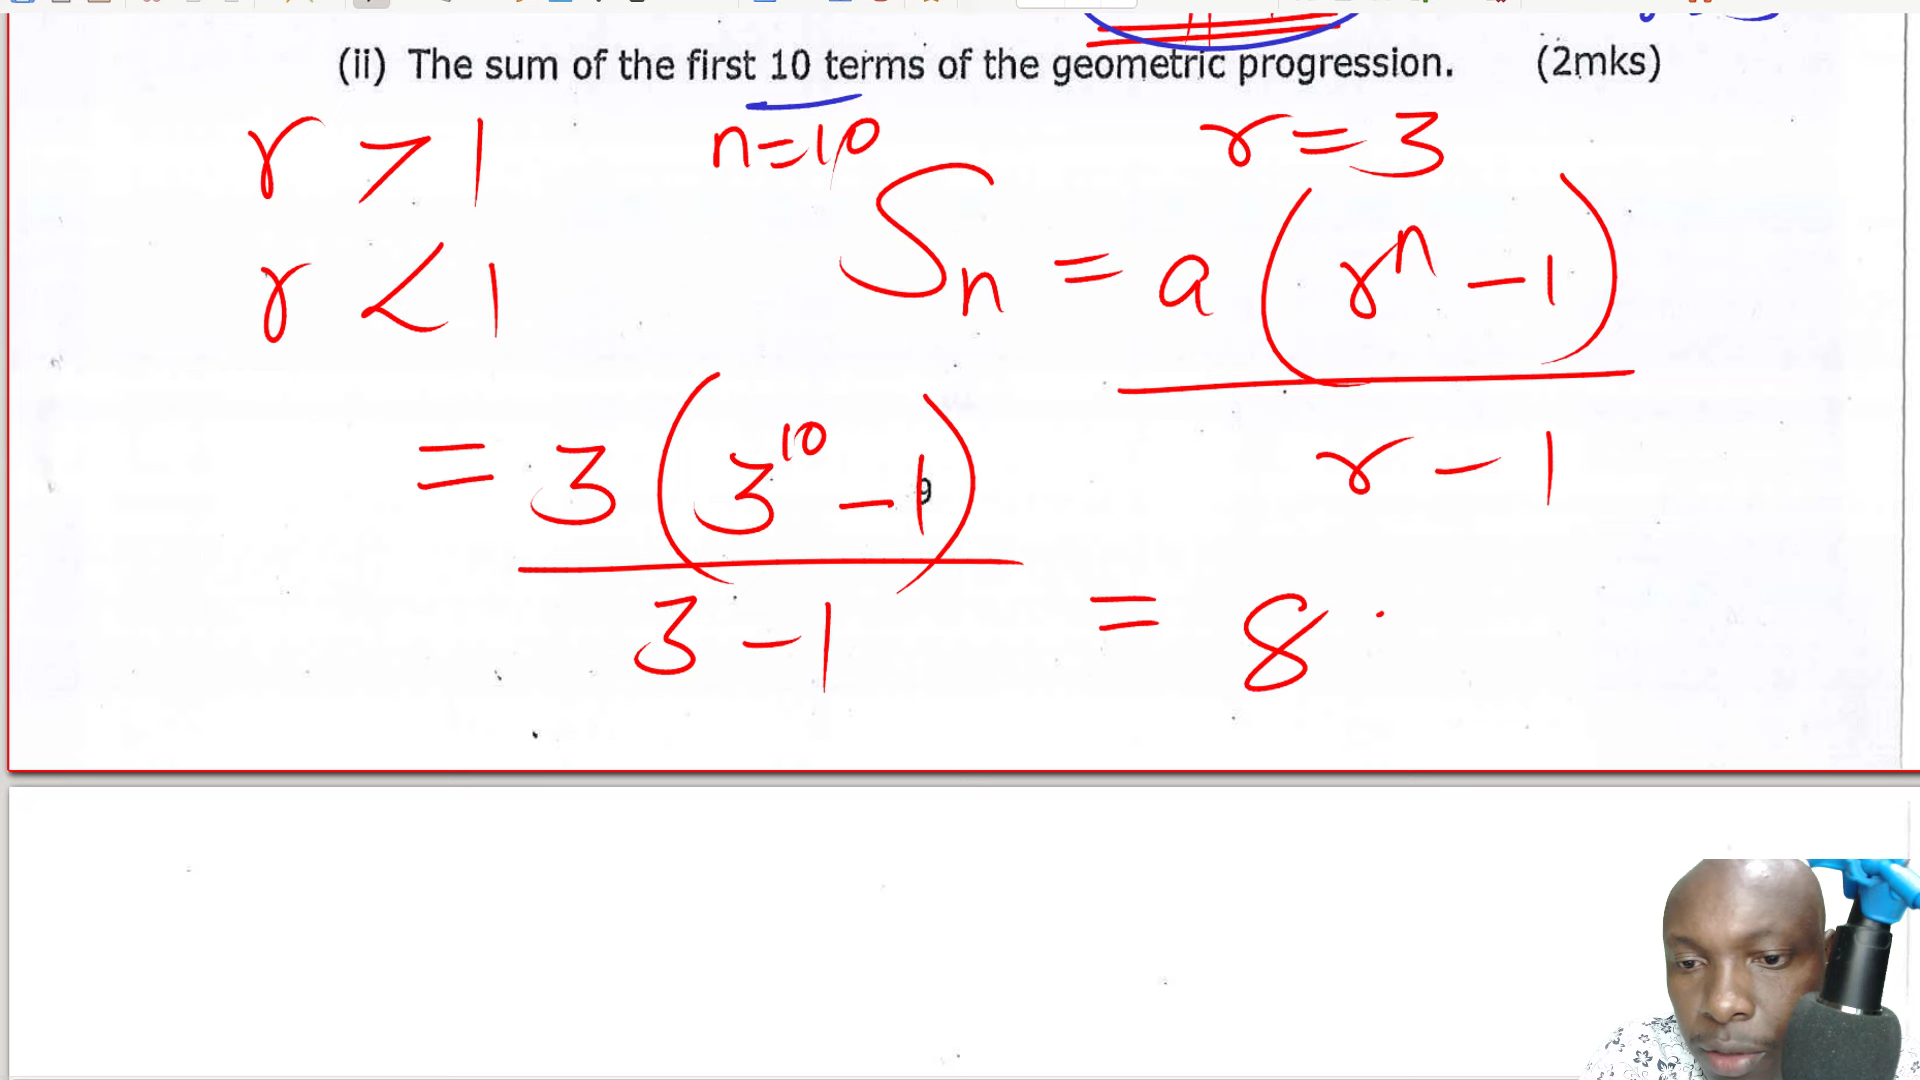 (ii) The sum of the first 10 terms of the geometric progression. (2mks)
r > 1
n=10
r = 3
r < 1
Sn = a (r^n - 1)
r - 1
= 3 (3^10 - 1)
9
3 - 1
= 8